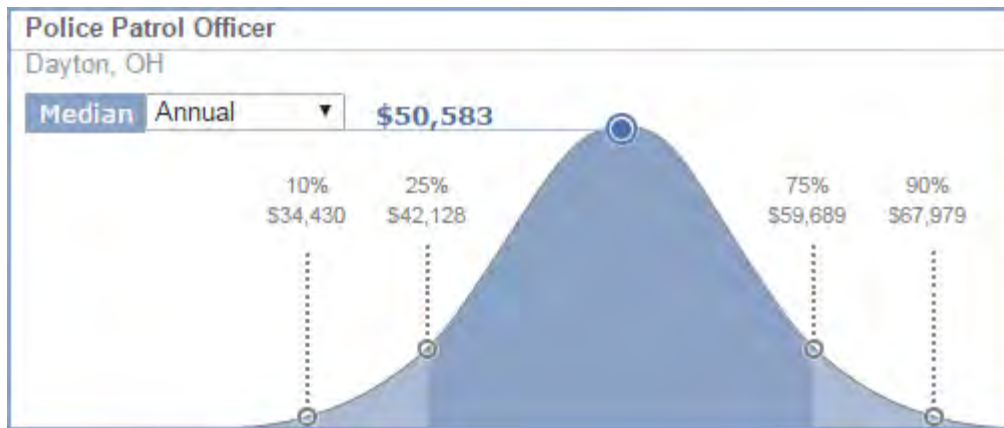 Police Patrol Officer
Dayton, OH
Median Annual ▼ $50,583
10% 25% 75% 90%
$34,430 $42,128 $59,689 $67,979